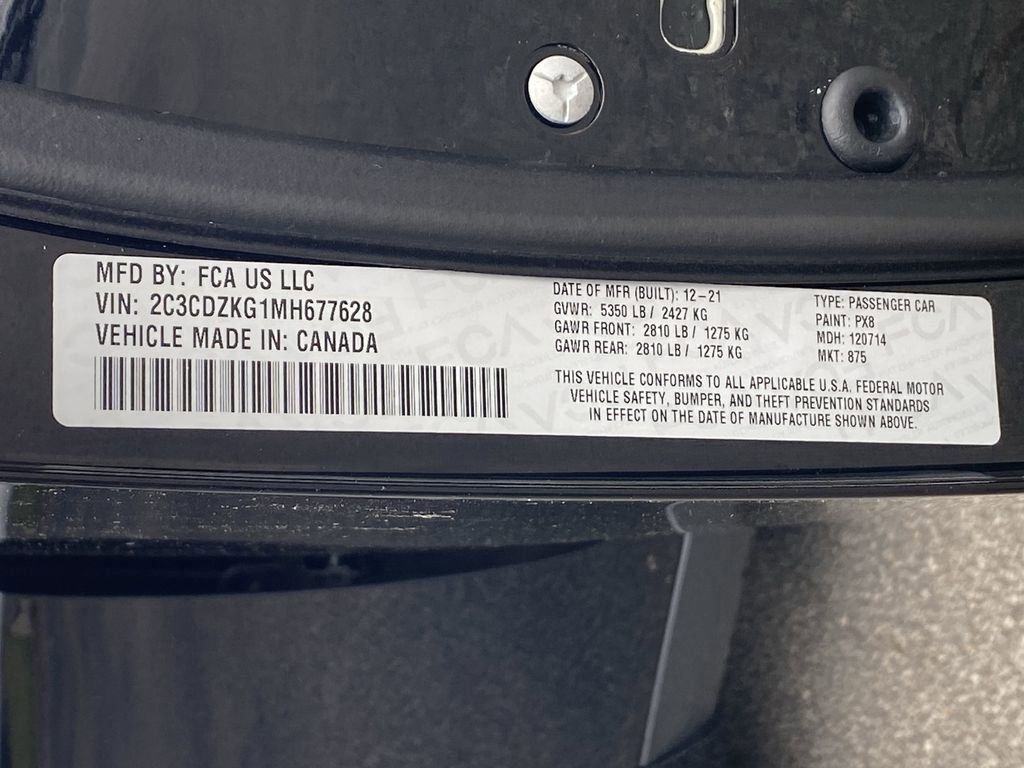 MFD BY: FCA US LLC
VIN: 2C3CDZKG1MH677628
VEHICLE MADE IN: CANADA
DATE OF MFR (BUILT): 12-21
GVWR: 5350 LB / 2427 KG
GAWR FRONT: 2810 LB / 1275 KG
GAWR REAR: 2810 LB / 1275 KG
TYPE: PASSENGER CAR
PAINT: PX8
MDH: 120714
MKT: 875
THIS VEHICLE CONFORMS TO ALL APPLICABLE U.S.A. FEDERAL MOTOR
VEHICLE SAFETY, BUMPER, AND THEFT PREVENTION STANDARDS
IN EFFECT ON THE DATE OF MANUFACTURE SHOWN ABOVE.